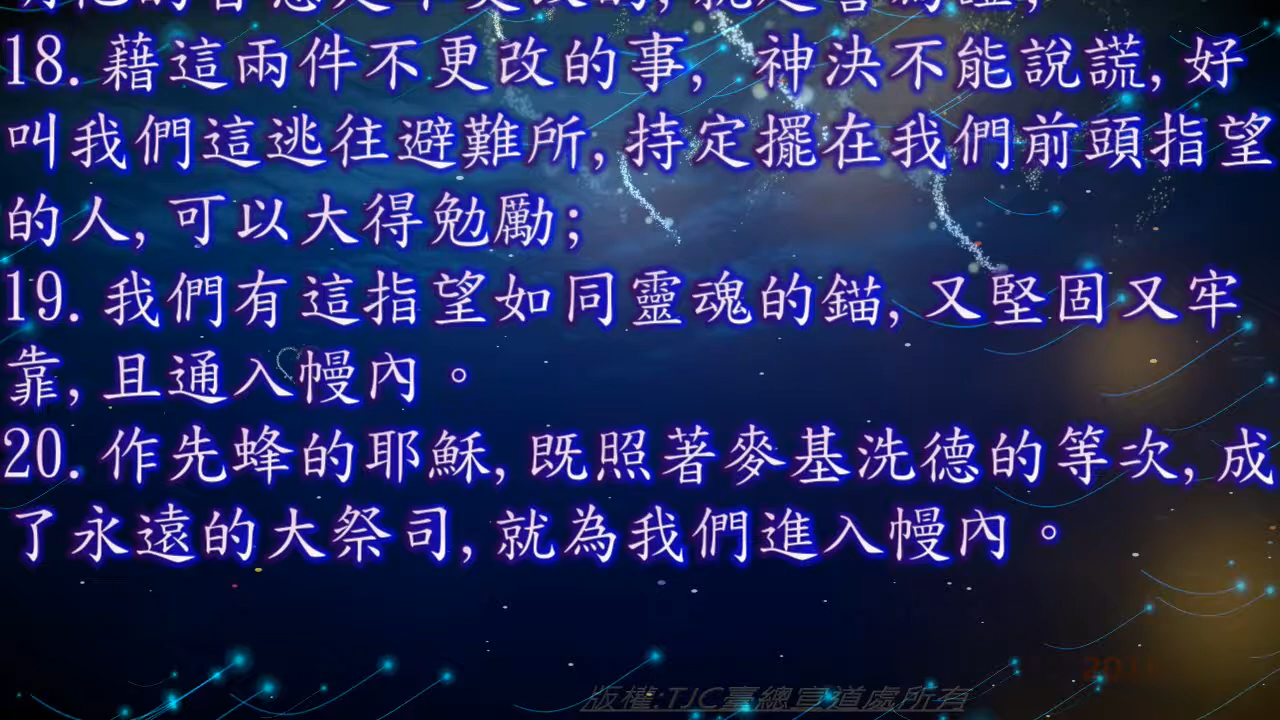 18. 藉這兩件不更改的事, 神決不能說謊, 好
叫我們這逃往避難所, 持定擺在我們前頭指望
的人, 可以大得勉勵;
19. 我們有這指望如同靈魂的錨, 又堅固又牢
靠, 且通入幔內。
20. 作先蜂的耶穌, 既照著麥基洗德的等次, 成
了永遠的大祭司, 就為我們進入幔內。
版權:TJC臺總宣道處所有